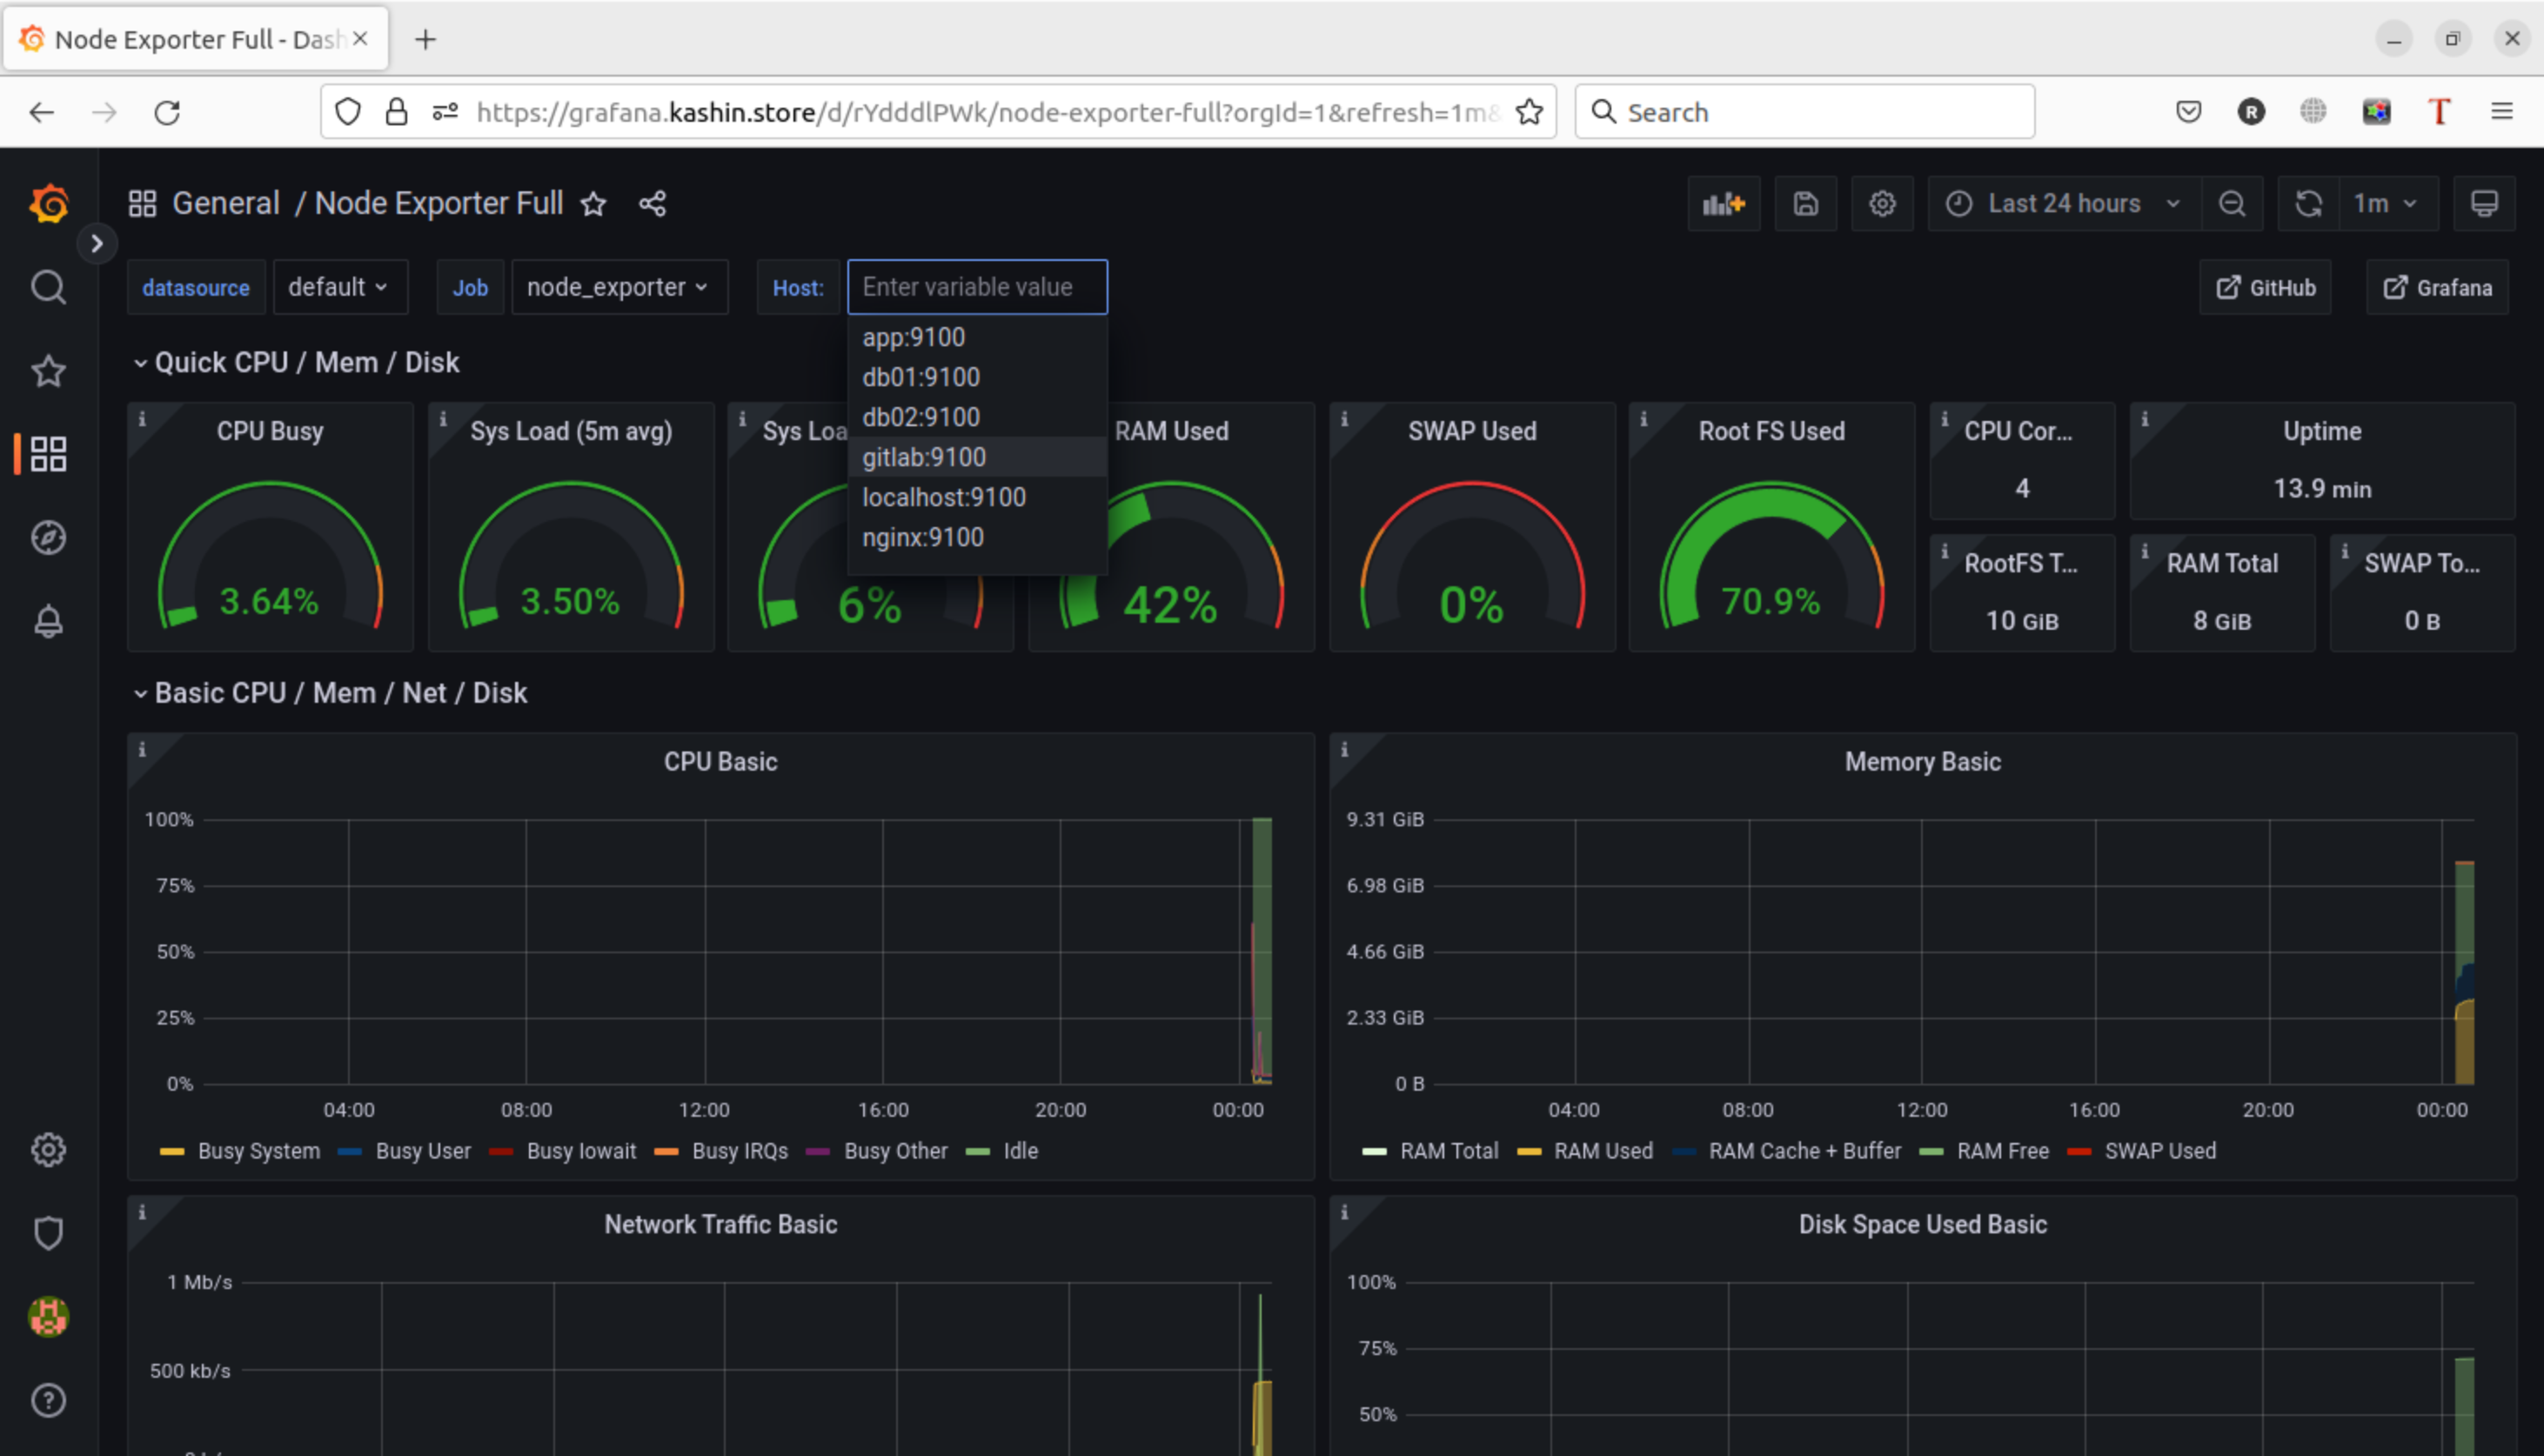 Node Exporter Full - Dash
https://grafana.kashin.store/d/rYdddlPWk/node-exporter-full?orgId=1&refresh=1m&
Search
R
T
General / Node Exporter Full
Last 24 hours
1m
datasource default Job node_exporter Host: Enter variable value
GitHub Grafana
app:9100
db01:9100
db02:9100
gitlab:9100
localhost:9100
nginx:9100
Quick CPU / Mem / Disk
CPU Busy
3.64%
Sys Load (5m avg)
3.50%
Sys Loa
6%
RAM Used
42%
SWAP Used
0%
Root FS Used
70.9%
CPU Cor...
4
Uptime
13.9 min
RootFS T...
10 GiB
RAM Total
8 GiB
SWAP To...
0 B
Basic CPU / Mem / Net / Disk
CPU Basic
100%
75%
50%
25%
0%
04:00 08:00 12:00 16:00 20:00 00:00
Busy System Busy User Busy Iowait Busy IRQs Busy Other Idle
Memory Basic
9.31 GiB
6.98 GiB
4.66 GiB
2.33 GiB
0 B
04:00 08:00 12:00 16:00 20:00 00:00
RAM Total RAM Used RAM Cache + Buffer RAM Free SWAP Used
Network Traffic Basic
1 Mb/s
500 kb/s
Disk Space Used Basic
100%
75%
50%